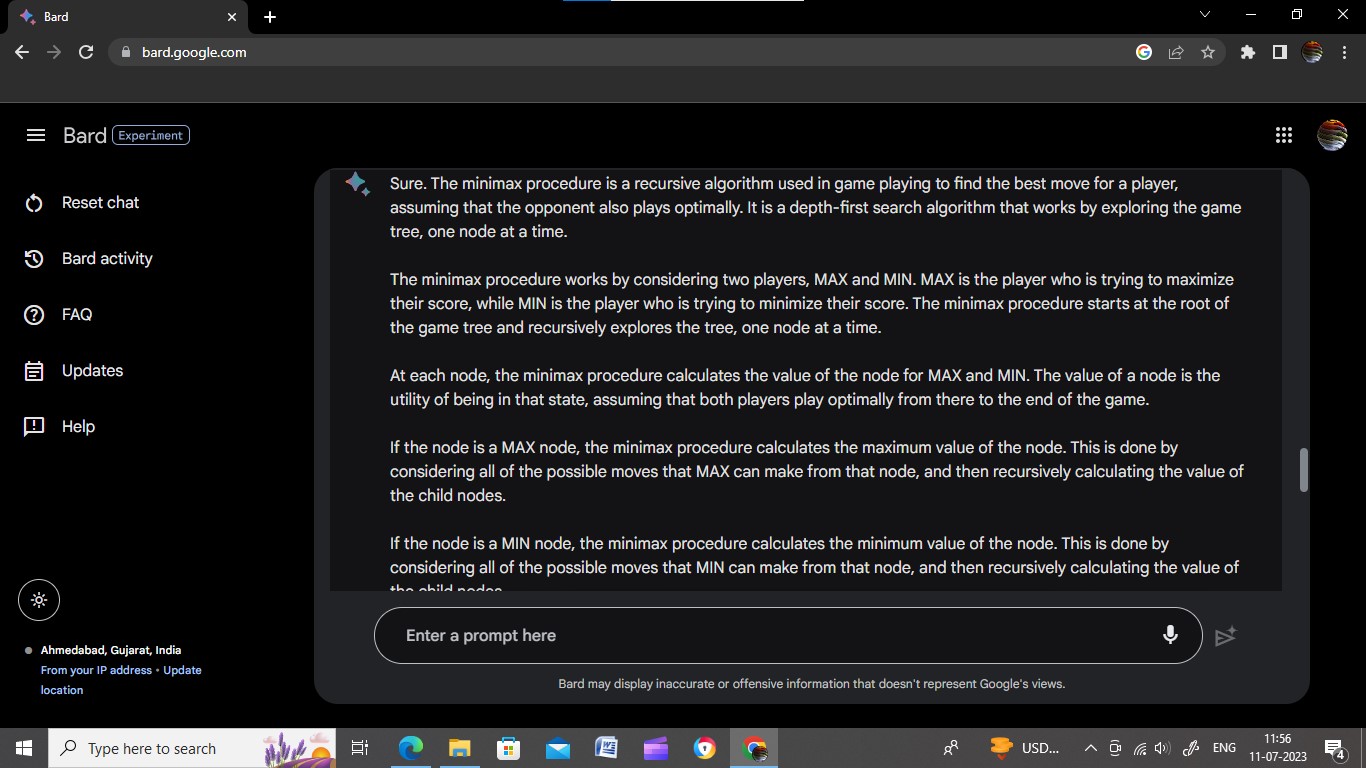 Bard
bard.google.com
Bard Experiment
Reset chat
Bard activity
FAQ
Updates
Help
Sure. The minimax procedure is a recursive algorithm used in game playing to find the best move for a player,
assuming that the opponent also plays optimally. It is a depth-first search algorithm that works by exploring the game
tree, one node at a time.
The minimax procedure works by considering two players, MAX and MIN. MAX is the player who is trying to maximize
their score, while MIN is the player who is trying to minimize their score. The minimax procedure starts at the root of
the game tree and recursively explores the tree, one node at a time.
At each node, the minimax procedure calculates the value of the node for MAX and MIN. The value of a node is the
utility of being in that state, assuming that both players play optimally from there to the end of the game.
If the node is a MAX node, the minimax procedure calculates the maximum value of the node. This is done by
considering all of the possible moves that MAX can make from that node, and then recursively calculating the value of
the child nodes.
If the node is a MIN node, the minimax procedure calculates the minimum value of the node. This is done by
considering all of the possible moves that MIN can make from that node, and then recursively calculating the value of
the child nodes.
Enter a prompt here
Bard may display inaccurate or offensive information that doesn't represent Google's views.
Ahmedabad, Gujarat, India
From your IP address • Update
location
Type here to search
USD...
ENG
11:56
11-07-2023
4